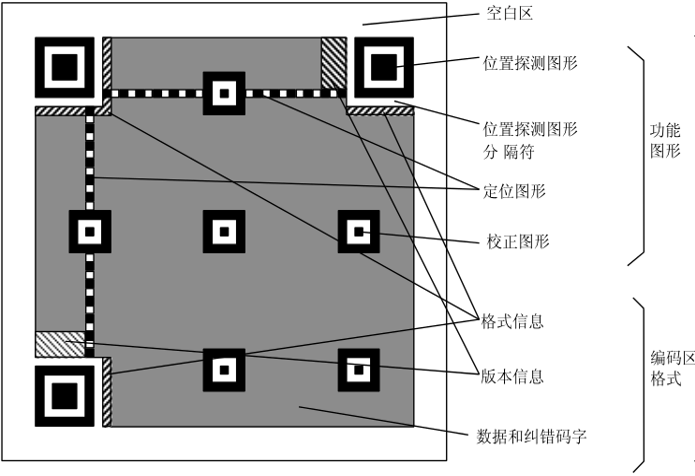 空白区
位置探测图形
位置探测图形
分 隔符
定位图形
校正图形
功能
图形
格式信息
版本信息
数据和纠错码字
编码区
格式